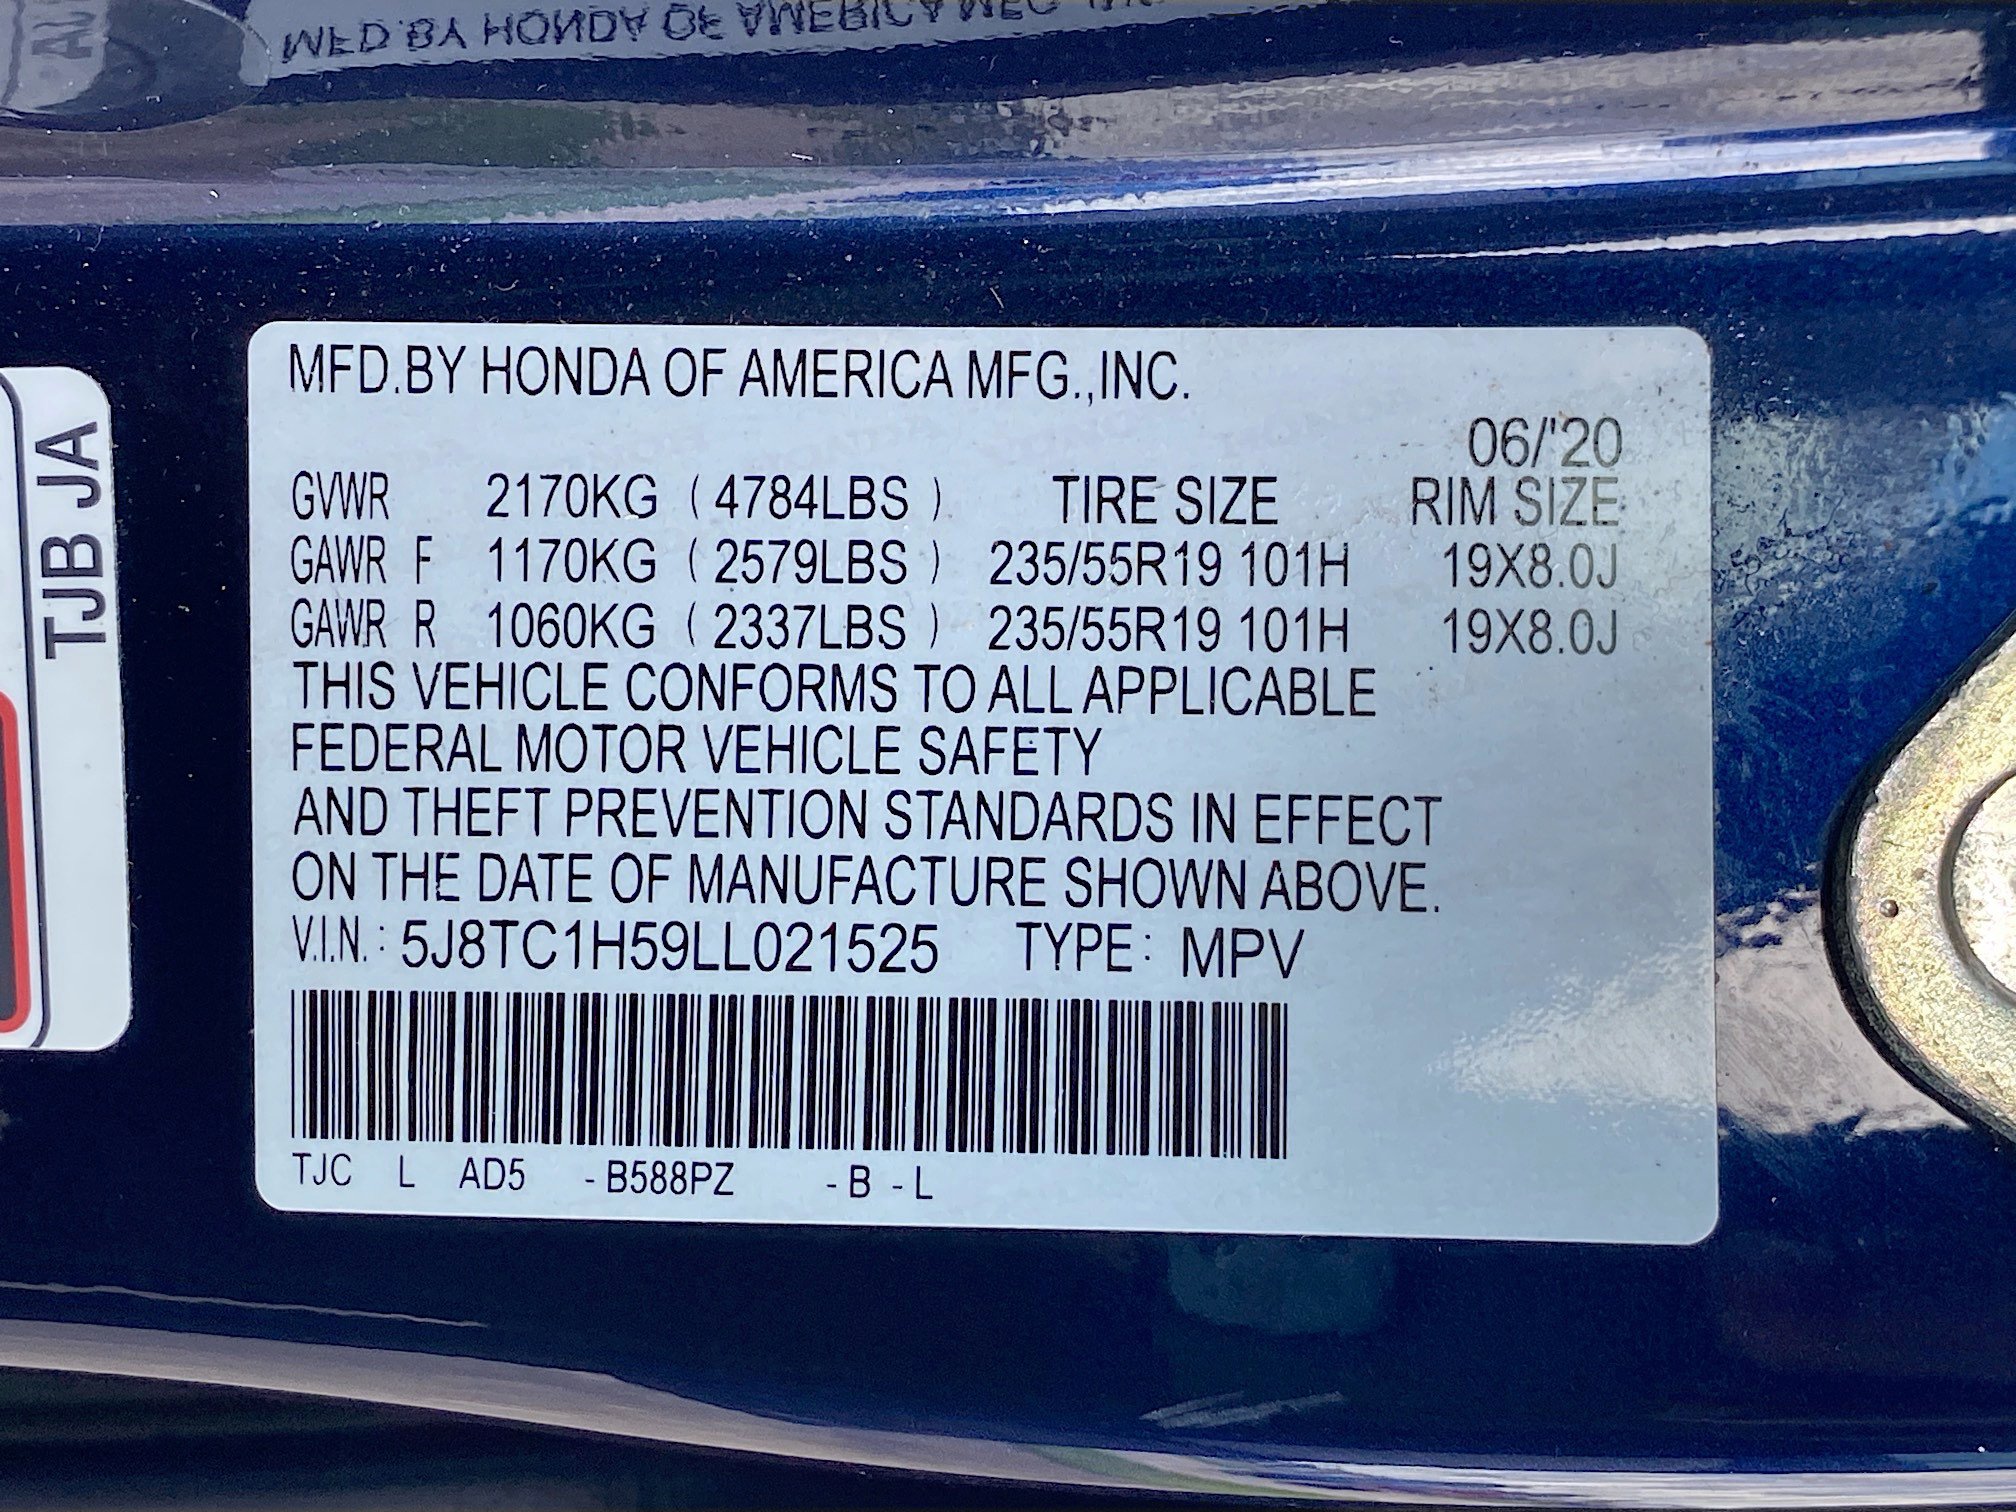 MFD.BY HONDA OF AMERICA MFG.,INC.
06/'20
GVWR 2170KG ( 4784LBS ) TIRE SIZE RIM SIZE
GAWR F 1170KG ( 2579LBS ) 235/55R19 101H 19X8.0J
GAWR R 1060KG ( 2337LBS ) 235/55R19 101H 19X8.0J
THIS VEHICLE CONFORMS TO ALL APPLICABLE
FEDERAL MOTOR VEHICLE SAFETY
AND THEFT PREVENTION STANDARDS IN EFFECT
ON THE DATE OF MANUFACTURE SHOWN ABOVE.
V.I.N.: 5J8TC1H59LL021525 TYPE: MPV
TJC L AD5 -B588PZ -B -L
TJB JA